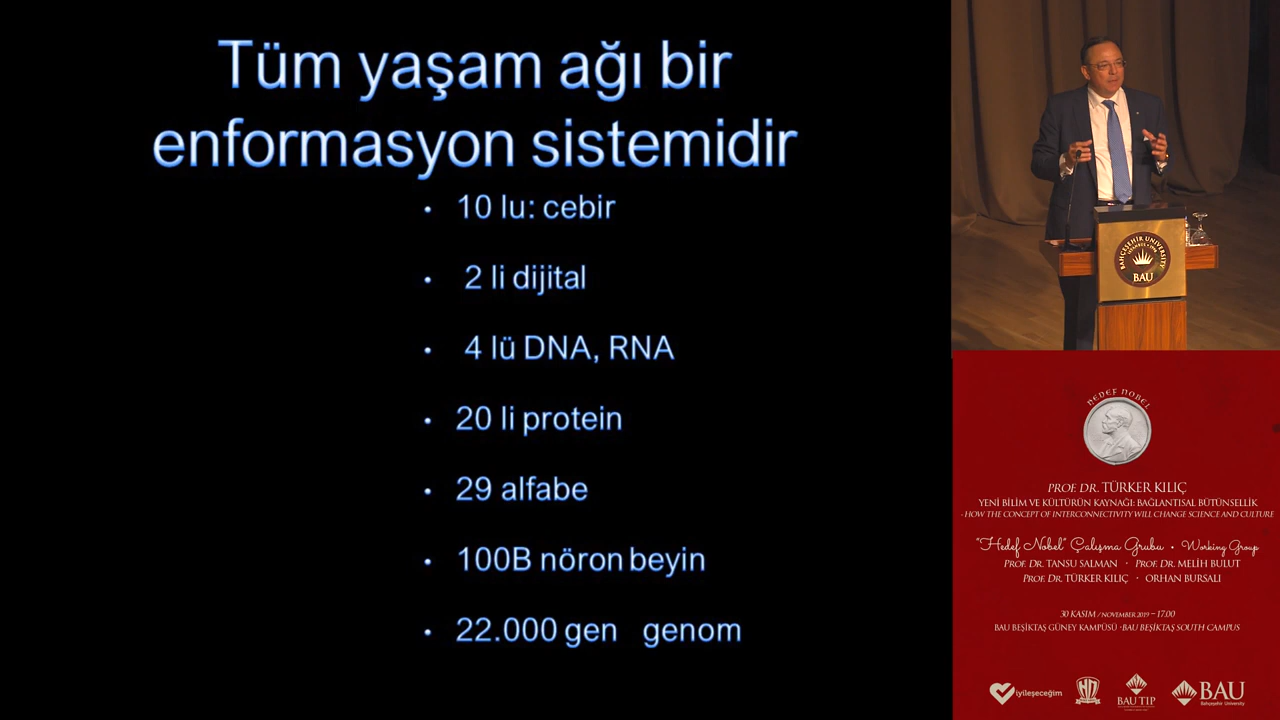 Tüm yaşam ağı bir
enformasyon sistemidir
• 10 lu: cebir
• 2 li dijital
• 4 lü DNA, RNA
• 20 li protein
• 29 alfabe
• 100B nöron beyin
• 22.000 gen genom
BAHÇEŞEHİR UNIVERSITY
İSTANBUL 1998
BAU
HEDEF NOBEL
PROF. DR. TÜRKER KILIÇ
YENİ BİLİM VE KÜLTÜRÜN KAYNAĞI: BAĞLANTISAL BÜTÜNSELLİK
- HOW THE CONCEPT OF INTERCONNECTIVITY WILL CHANGE SCIENCE AND CULTURE
"Hedef Nobel" Çalışma Grubu • Working Group
PROF. DR. TANSU SALMAN • PROF. DR. MELİH BULUT
PROF. DR. TÜRKER KILIÇ • ORHAN BURSALI
30 KASIM / NOVEMBER 2019 – 17.00
BAU BEŞİKTAŞ GÜNEY KAMPÜSÜ · BAU BEŞİKTAŞ SOUTH CAMPUS
iyileşeceğim
BAU TIP
BAU
Bahçeşehir University